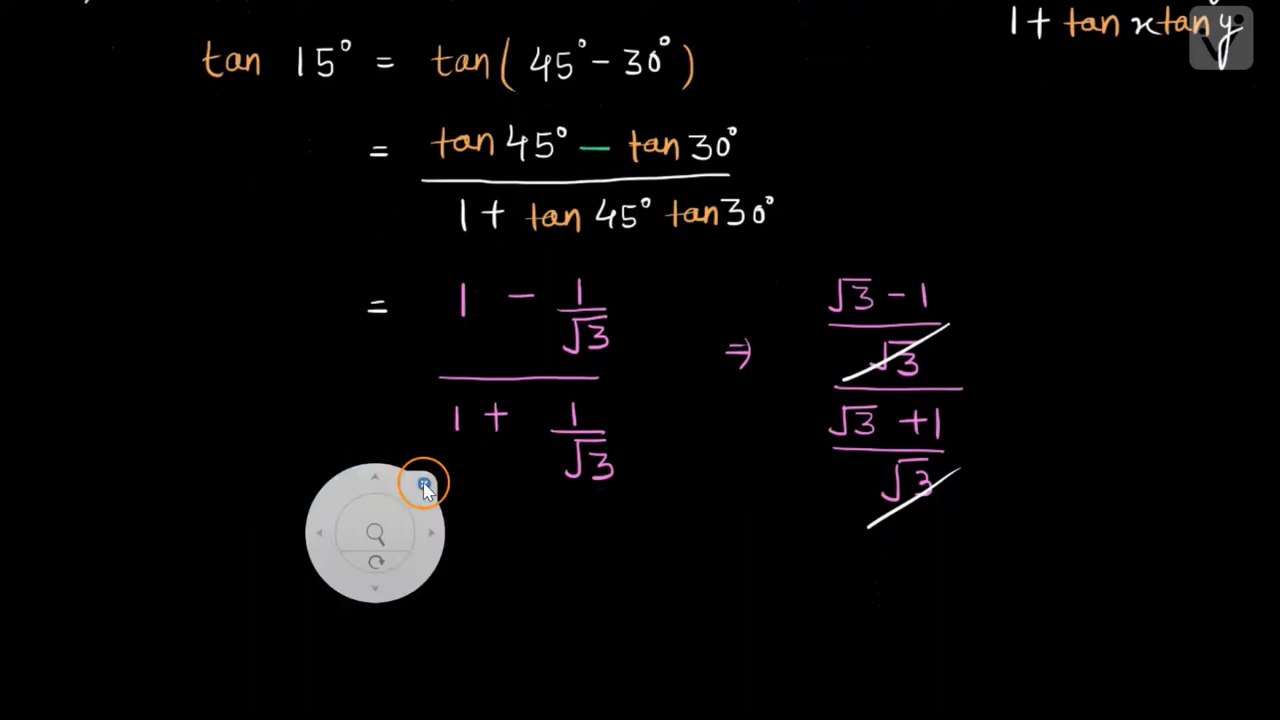 1 + tan x tan y
tan 15° = tan( 45° - 30° )
= tan 45° - tan 30°
1 + tan 45° tan 30°
= 1 - 1/√3 ⇒ √3 - 1
√3
1 + 1/√3
√3 + 1
√3